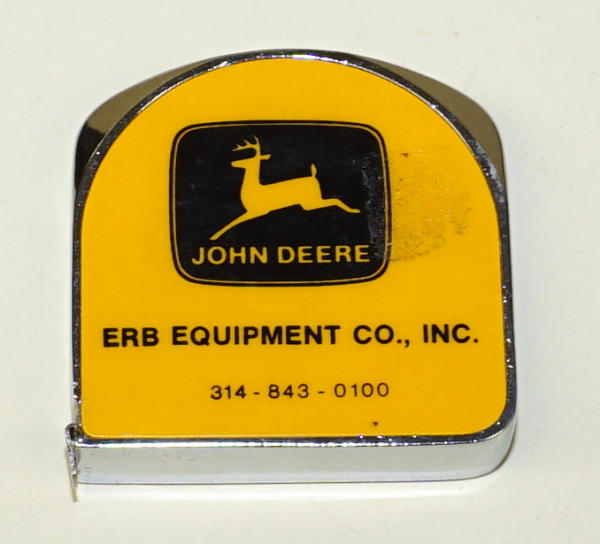 JOHN DEERE
ERB EQUIPMENT CO., INC.
314 - 843 - 0100